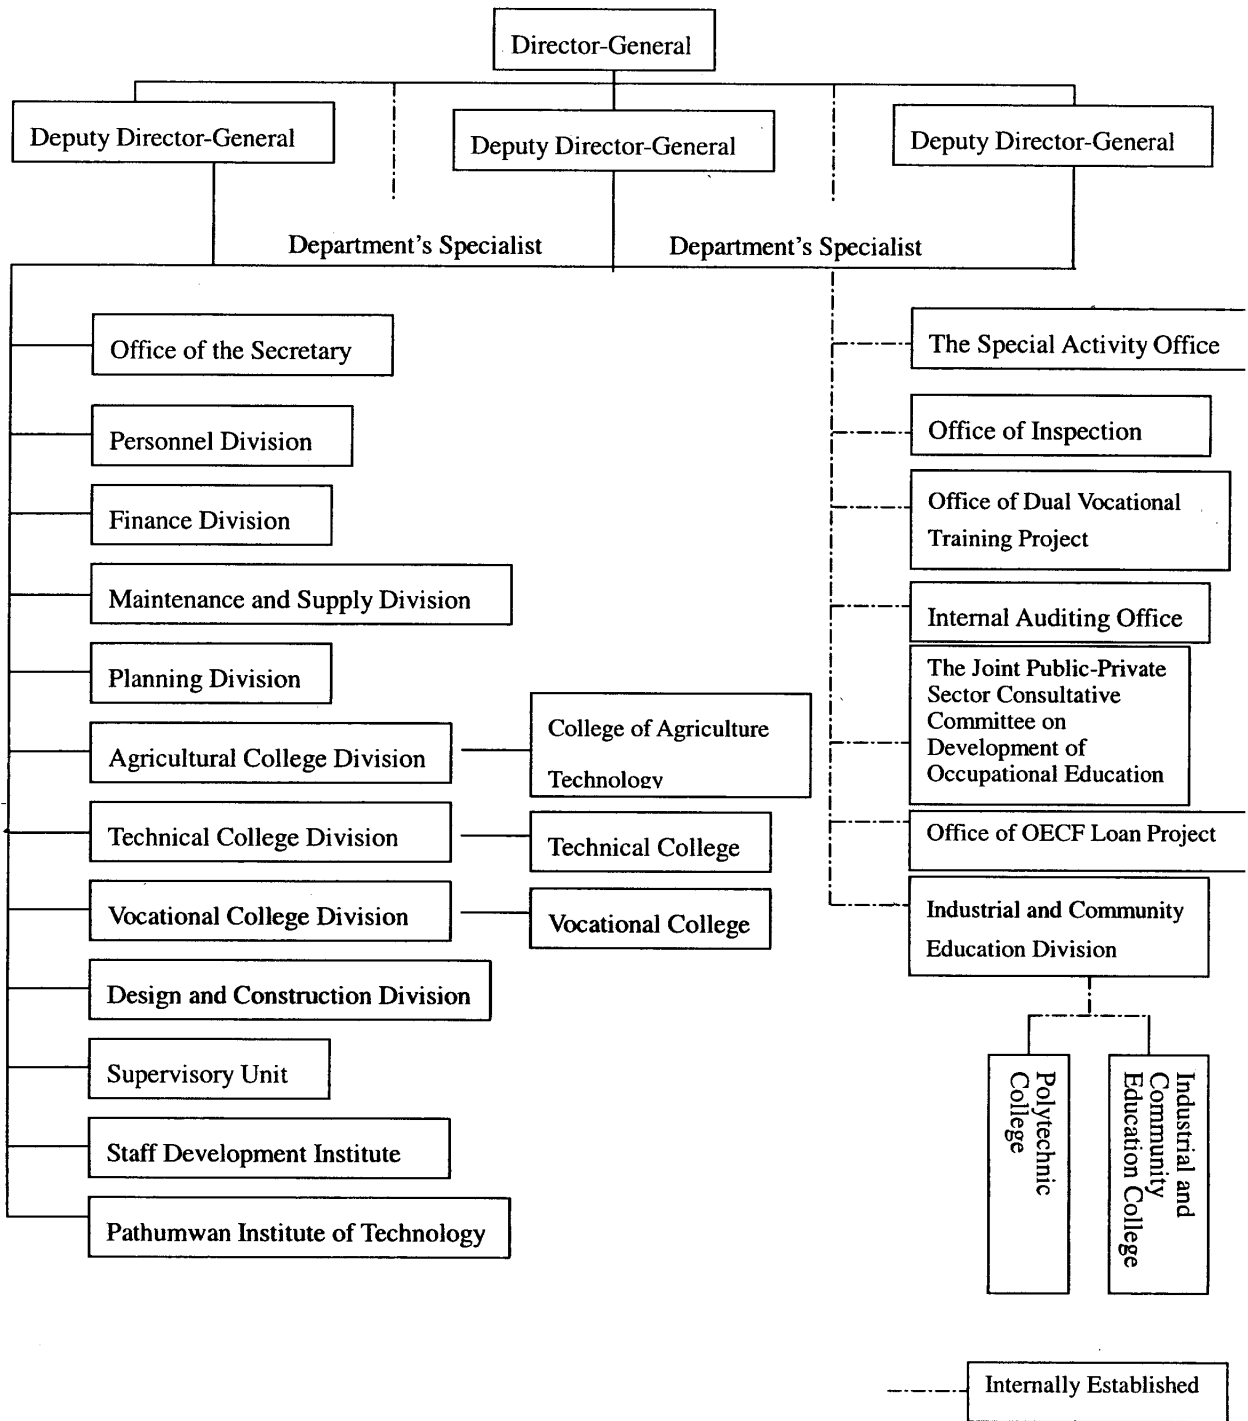 Director-General
Deputy Director-General
Deputy Director-General
Deputy Director-General
Department's Specialist
Department's Specialist
Office of the Secretary
Personnel Division
Finance Division
Maintenance and Supply Division
Planning Division
Agricultural College Division
Technical College Division
Vocational College Division
Design and Construction Division
Supervisory Unit
Staff Development Institute
Pathumwan Institute of Technology
College of Agriculture
Technology
Technical College
Vocational College
The Special Activity Office
Office of Inspection
Office of Dual Vocational
Training Project
Internal Auditing Office
The Joint Public-Private
Sector Consultative
Committee on
Development of
Occupational Education
Office of OECF Loan Project
Industrial and Community
Education Division
Polytechnic
College
Industrial and
Community
Education College
Internally Established